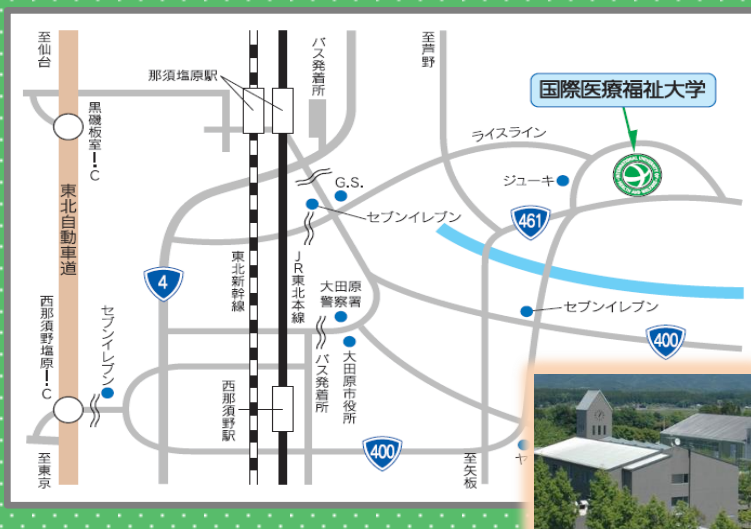 至仙台
黒磯板室I.C
東北自動車道
西那須野塩原I.C
至東京
セブンイレブン
4
那須塩原駅
東北新幹線
JR東北本線
西那須野駅
バス発着所
G.S.
セブンイレブン
大田原
警察署
バス発着所
大田原市役所
400
至芦野
ライスライン
国際医療福祉大学
ジューキ
461
セブンイレブン
400
至矢板
ヤ